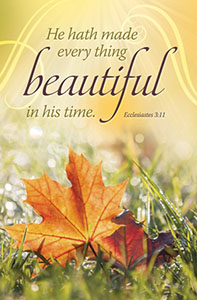 He hath made
every thing
beautiful
in his time. Ecclesiastes 3:11